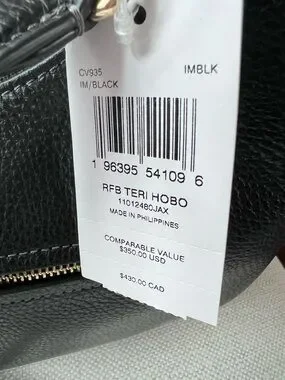 CV935 IMBLK
IM/BLACK
1 96395 54109 6
RFB TERI HOBO
11012480JAX
MADE IN PHILIPPINES
COMPARABLE VALUE
$350.00 USD
$430.00 CAD